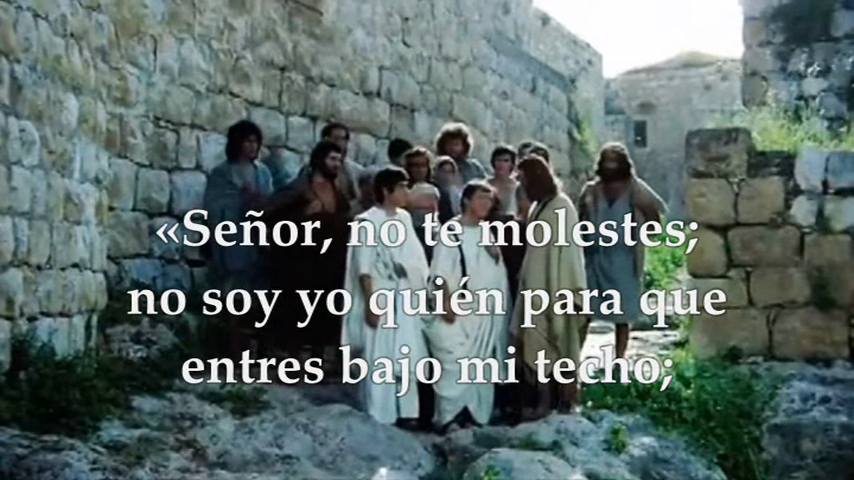 «Señor, no te molestes;
no soy yo quién para que
entres bajo mi techo;